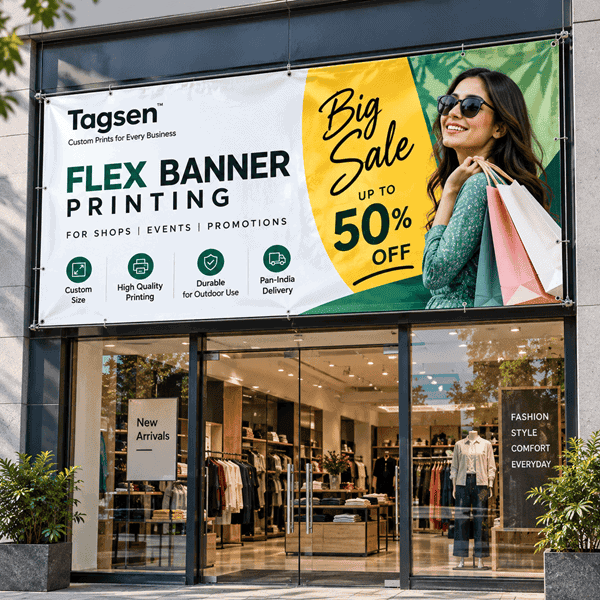 Tagsen™
Custom Prints for Every Business
FLEX BANNER
PRINTING
FOR SHOPS | EVENTS | PROMOTIONS
Custom
Size
High Quality
Printing
Durable
for Outdoor Use
Pan-India
Delivery
Big
Sale
UP TO
50%
OFF
New
Arrivals
FASHION
STYLE
COMFORT
EVERYDAY